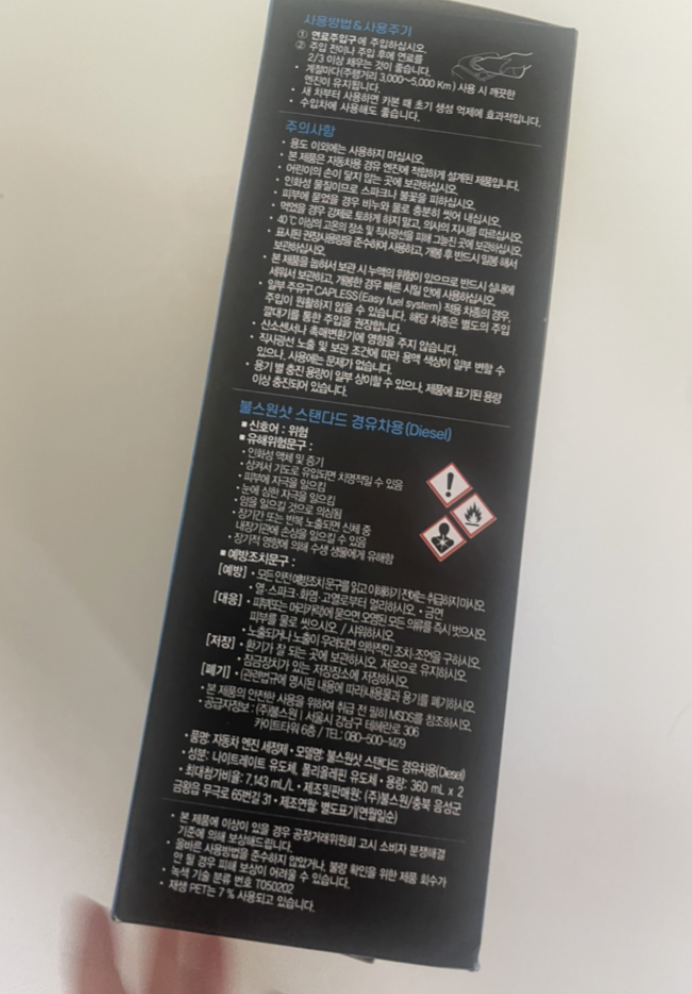 사용방법&사용주기
① 연료주입구에 주입하십시오.
② 주입 전이나 주입 후에 연료를
2/3 이상 채우는 것이 좋습니다.
• 계절마다(주행거리 3,000~5,000 Km) 사용 시 깨끗한
엔진이 유지됩니다.
• 새 차부터 사용하면 카본 때 초기 생성 억제에 효과적입니다.
• 수입차에 사용해도 좋습니다.
주의사항
• 용도 이외에는 사용하지 마십시오.
• 본 제품은 자동차용 경유 엔진에 적합하게 설계된 제품입니다.
• 어린이의 손이 닿지 않는 곳에 보관하십시오.
• 인화성 물질이므로 스파크나 불꽃을 피하십시오.
• 피부에 묻었을 경우 비누와 물로 충분히 씻어 내십시오.
• 먹었을 경우 강제로 토하게 하지 말고, 의사의 지시를 따르십시오.
• 40℃ 이상의 고온의 장소 및 직사광선을 피해 그늘진 곳에 보관하십시오.
• 표시된 권장사용량을 준수하여 사용하고, 개봉 후 반드시 밀봉 해서
보관하십시오.
• 본 제품을 눕혀서 보관 시 누액의 위험이 있으므로 반드시 실내에
세워서 보관하고, 개봉한 경우 빠른 시일 안에 사용하십시오.
• 일부 주유구 CAPLESS(Easy fuel system) 적용 차종의 경우,
주입이 원활하지 않을 수 있습니다. 해당 차종은 별도의 주입
깔대기를 통한 주입을 권장합니다.
• 산소센서나 촉매변환기에 영향을 주지 않습니다.
• 직사광선 노출 및 보관 조건에 따라 용액 색상이 일부 변할 수
있으나, 사용에는 문제가 없습니다.
• 용기 별 충진 용량이 일부 상이할 수 있으나, 제품에 표기된 용량
이상 충진되어 있습니다.
불스원샷 스탠다드 경유차용(Diesel)
■ 신호어 : 위험
■ 유해위험문구 :
• 인화성 액체 및 증기
• 삼켜서 기도로 유입되면 치명적일 수 있음
• 피부에 자극을 일으킴
• 눈에 심한 자극을 일으킴
• 암을 일으킬 것으로 의심됨
• 장기간 또는 반복 노출되면 신체 중
내장기관에 손상을 일으킬 수 있음
• 장기적 영향에 의해 수생 생물에게 유해함
■ 예방조치문구 :
[예방] • 모든 안전 예방조치 문구를 읽고 이해하기 전에는 취급하지 마시오.
• 열·스파크·화염·고열로부터 멀리하시오. • 금연
[대응] • 피부(또는 머리카락)에 묻으면 오염된 모든 의류를 즉시 벗으시오.
피부를 물로 씻으시오. / 샤워하시오.
• 노출되거나 노출이 우려되면 의학적인 조치·조언을 구하시오.
[저장] • 환기가 잘 되는 곳에 보관하시오. 저온으로 유지하시오.
• 잠금장치가 있는 저장장소에 저장하시오.
[폐기] • (관련법규에 명시된 내용에 따라)내용물과 용기를 폐기하시오.
• 본 제품의 안전한 사용을 위하여 취급 전 필히 MSDS를 참조하시오.
• 공급자정보 : (주)불스원 | 서울시 강남구 테헤란로 306
카이트타워 6층 / TEL: 080-500-1479
• 품명: 자동차 엔진 세정제 • 모델명: 불스원샷 스탠다드 경유차용(Diesel)
• 성분: 나이트레이트 유도체, 폴리올레핀 유도체 • 용량: 360 mL x 2
• 최대첨가비율: 7.143 mL/L • 제조및판매원: (주)불스원/충북 음성군
금왕읍 무극로 65번길 31 • 제조연월: 별도표기(연월일순)
• 본 제품에 이상이 있을 경우 공정거래위원회 고시 소비자 분쟁해결
기준에 의해 보상해드립니다.
• 올바른 사용방법을 준수하지 않았거나, 불량 확인을 위한 제품 회수가
안 될 경우 피해 보상이 어려울 수 있습니다.
• 녹색 기술 분류 번호 T050202
• 재생 PET는 7 % 사용되고 있습니다.